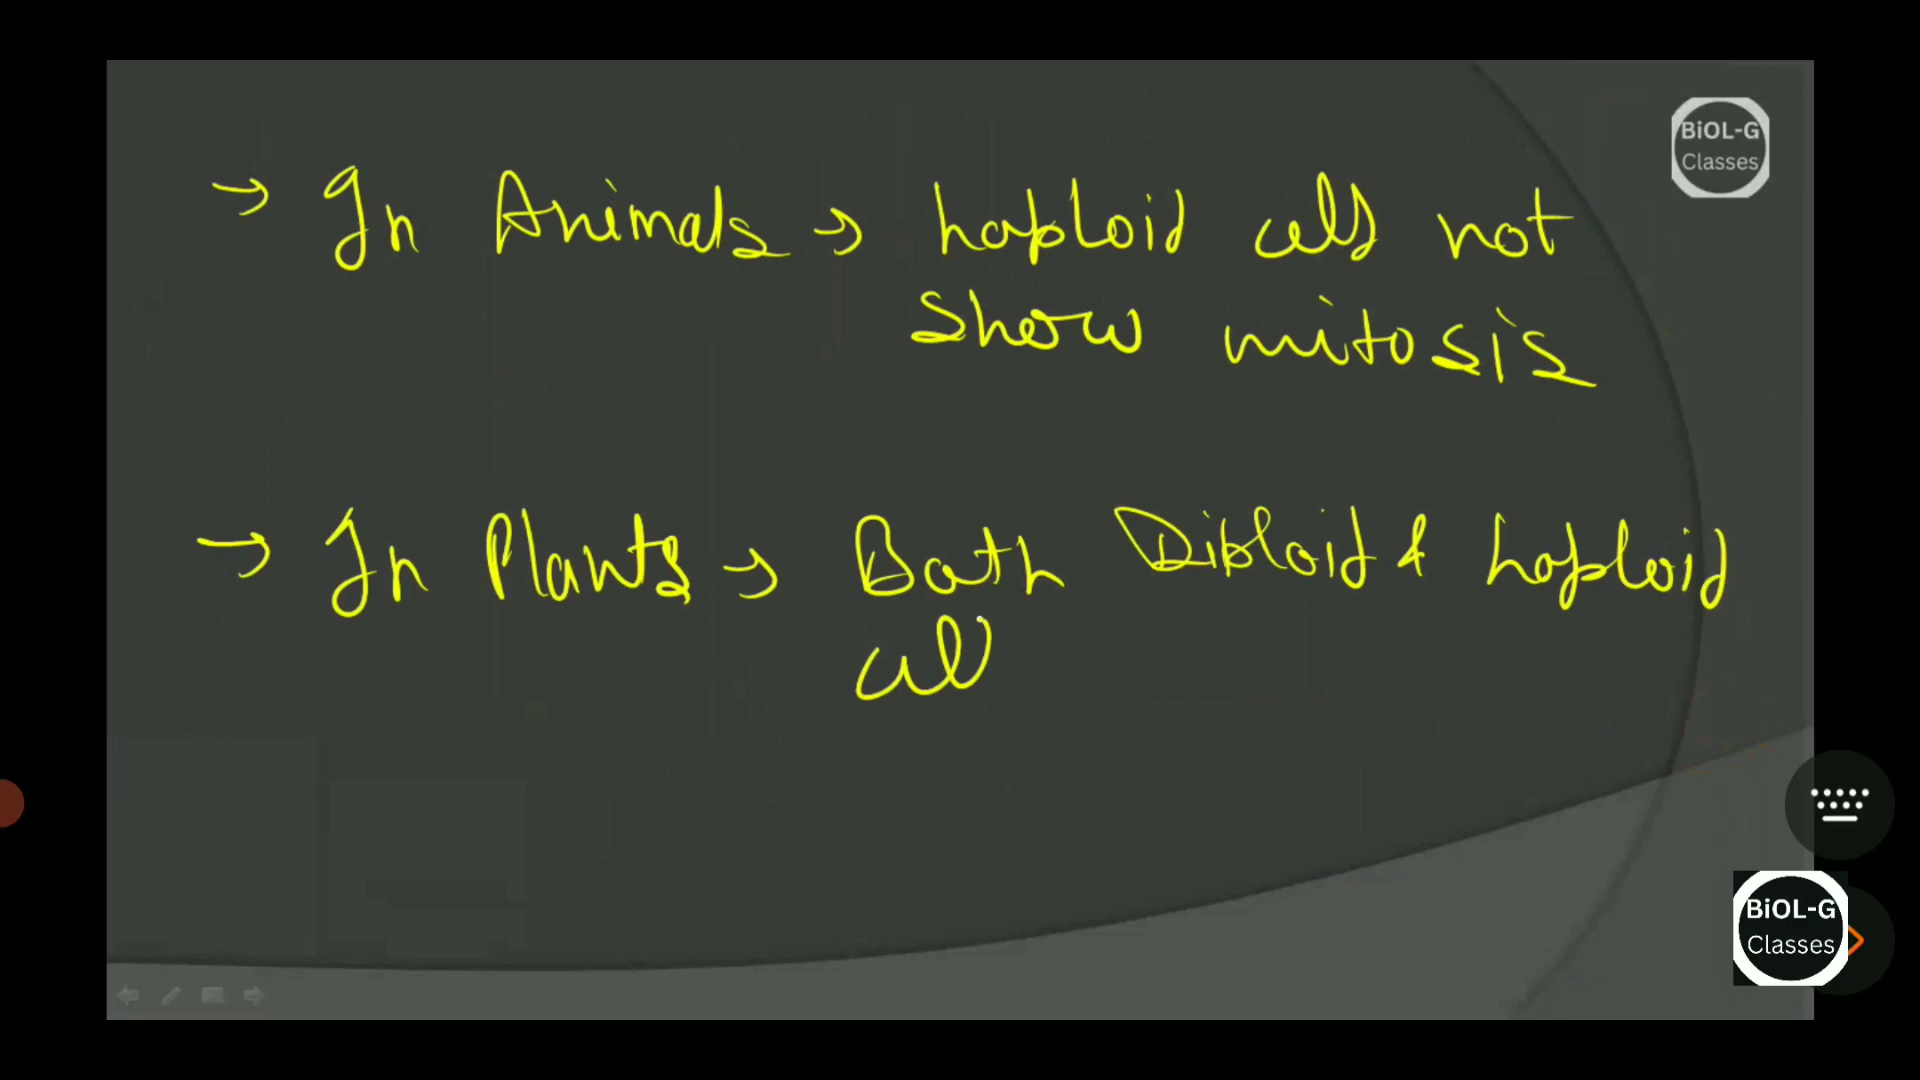 BiOL-G
Classes
→ In Animals → haploid cells not
show mitosis
→ In Plants → Both Diploid & haploid
cell
BiOL-G
Classes